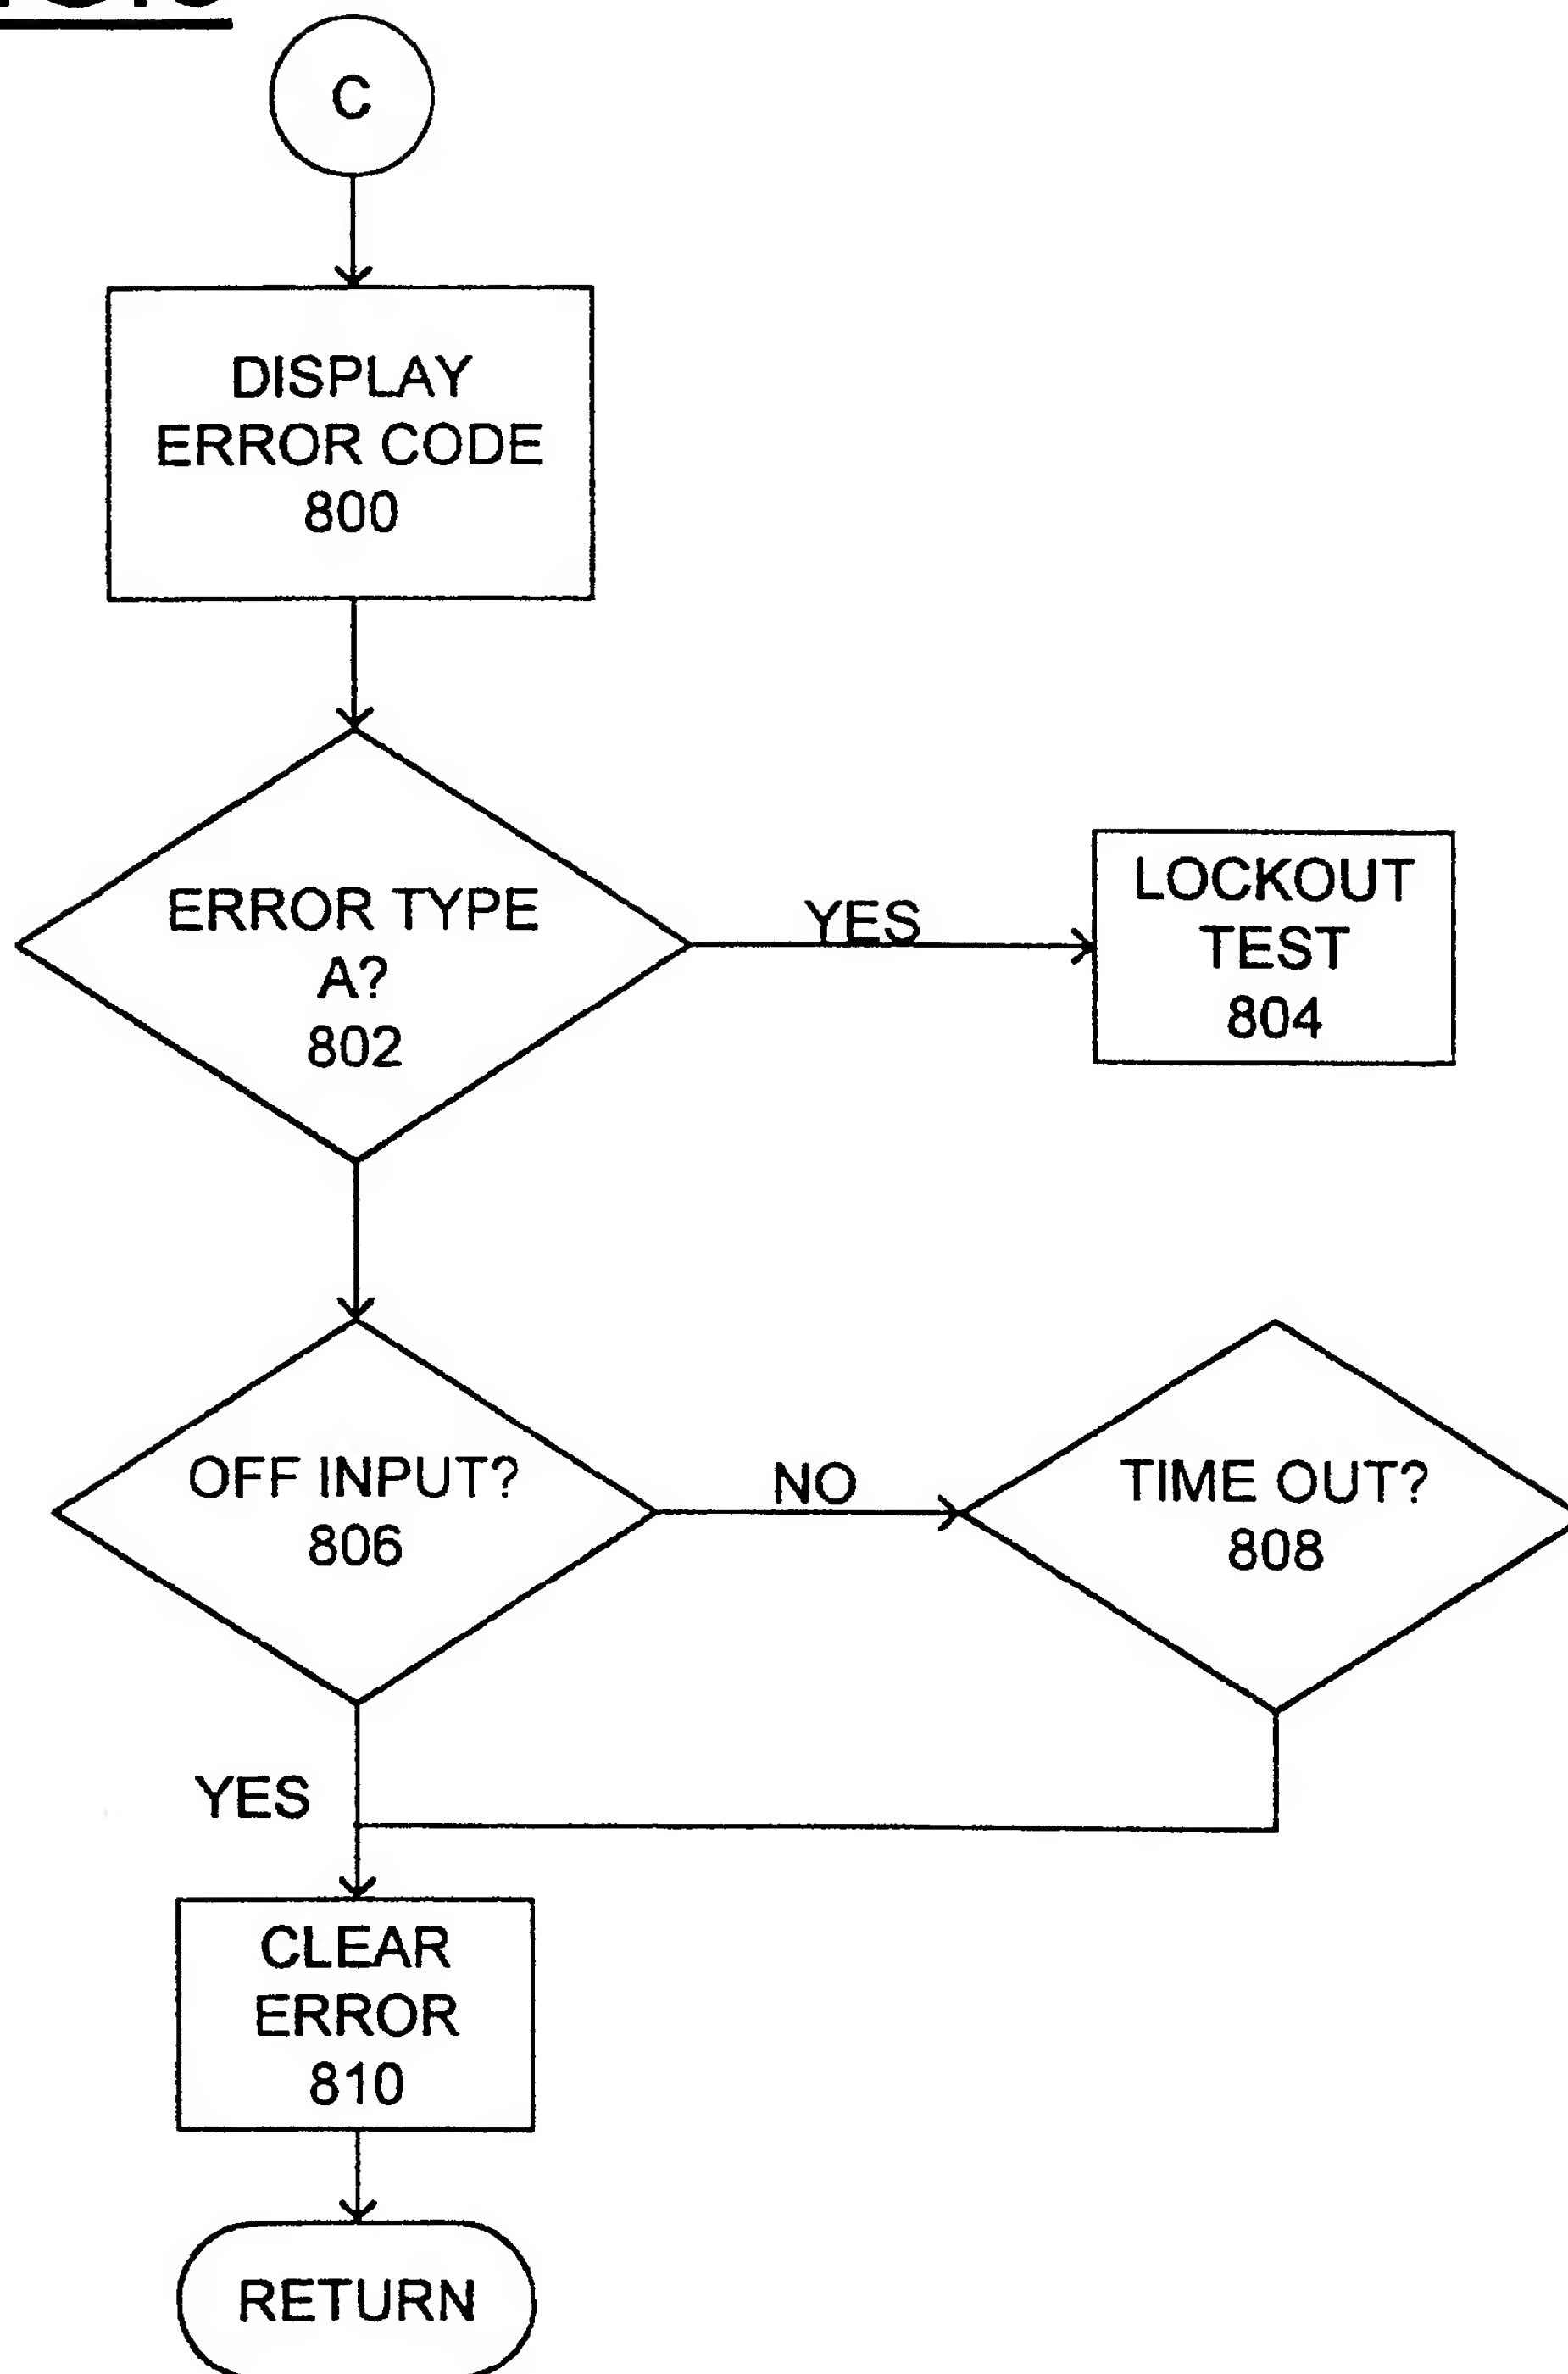 C
DISPLAY
ERROR CODE
800
ERROR TYPE
A?
802
YES
LOCKOUT
TEST
804
OFF INPUT?
806
NO
TIME OUT?
808
YES
CLEAR
ERROR
810
RETURN